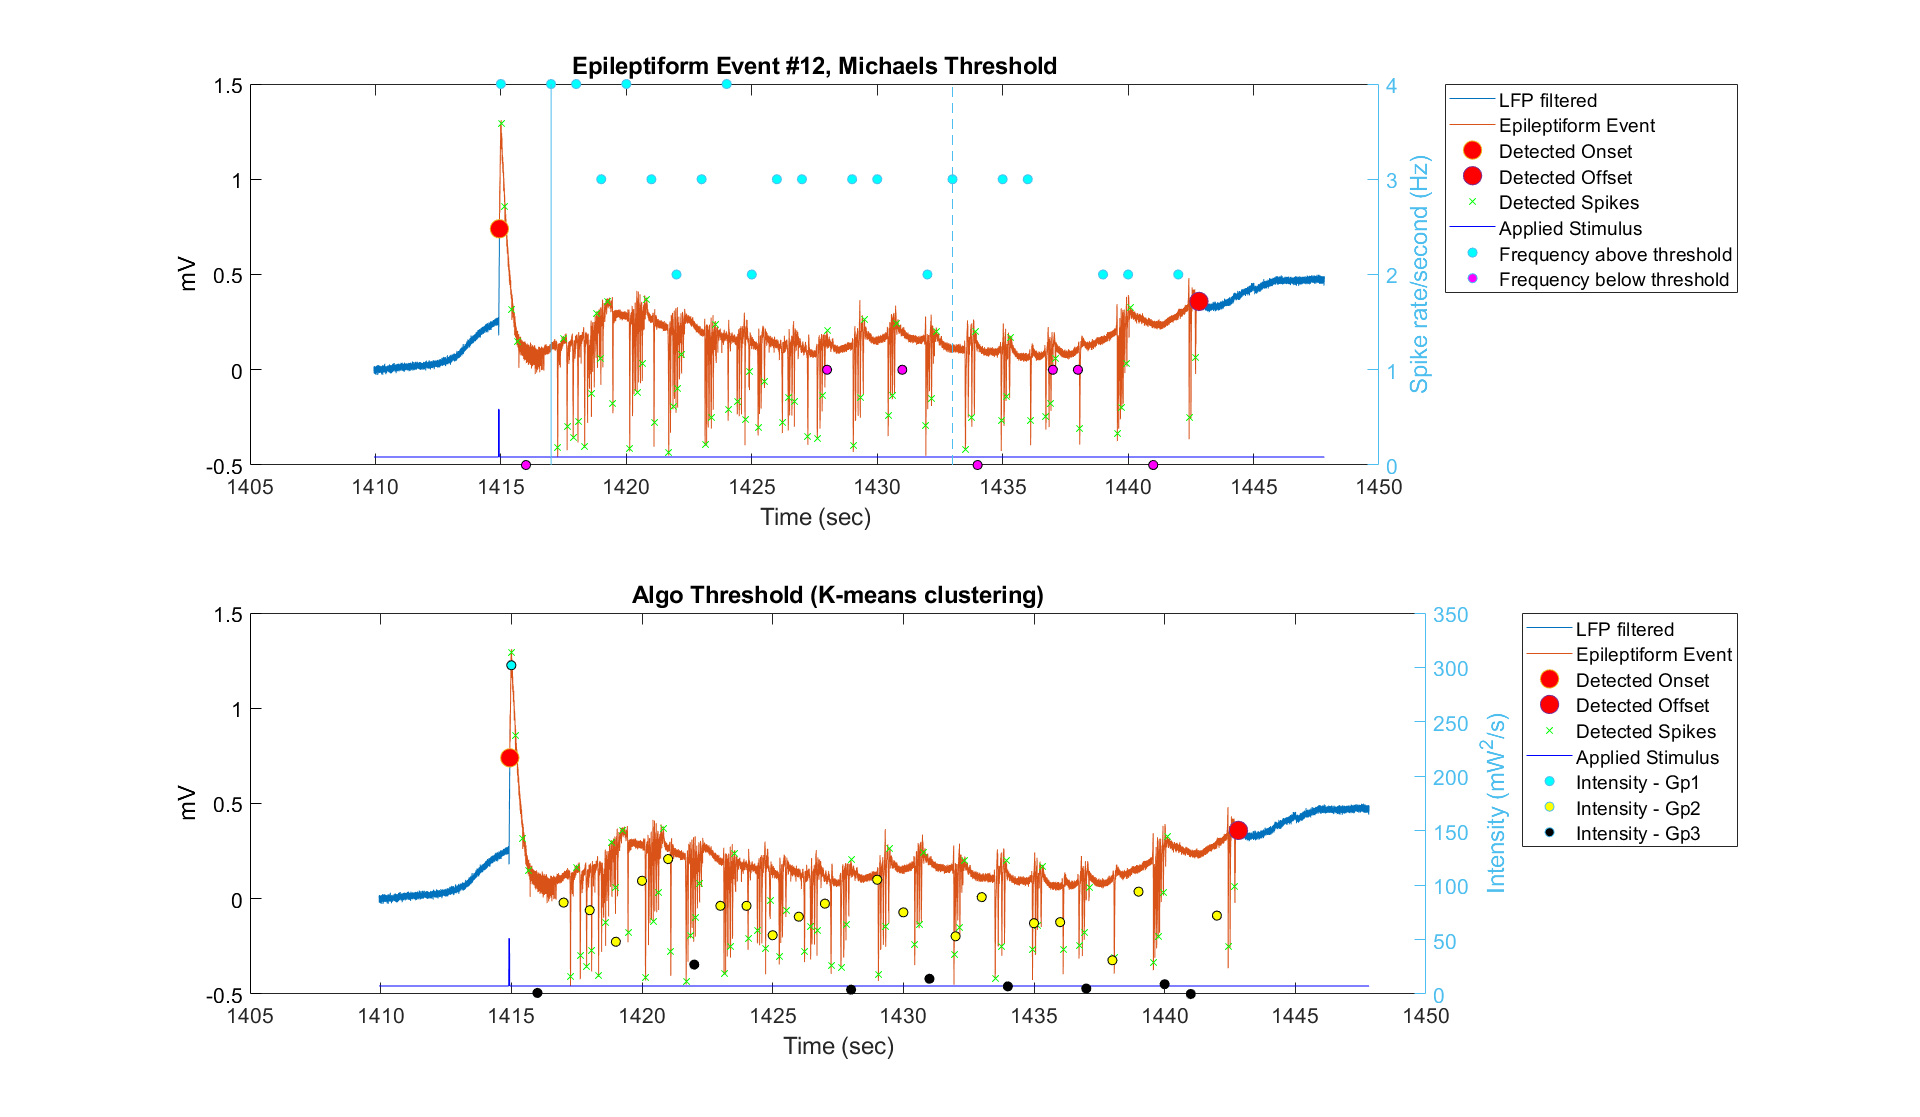 Epileptiform Event #12, Michaels Threshold
1.5
1
0.5
0
-0.5
mV
4
3
2
1
0
Spike rate/second (Hz)
1405 1410 1415 1420 1425 1430 1435 1440 1445 1450
Time (sec)
LFP filtered
Epileptiform Event
Detected Onset
Detected Offset
Detected Spikes
Applied Stimulus
Frequency above threshold
Frequency below threshold
Algo Threshold (K-means clustering)
1.5
1
0.5
0
-0.5
mV
350
300
250
200
150
100
50
0
Intensity (mW²/s)
1405 1410 1415 1420 1425 1430 1435 1440 1445 1450
Time (sec)
LFP filtered
Epileptiform Event
Detected Onset
Detected Offset
Detected Spikes
Applied Stimulus
Intensity - Gp1
Intensity - Gp2
Intensity - Gp3